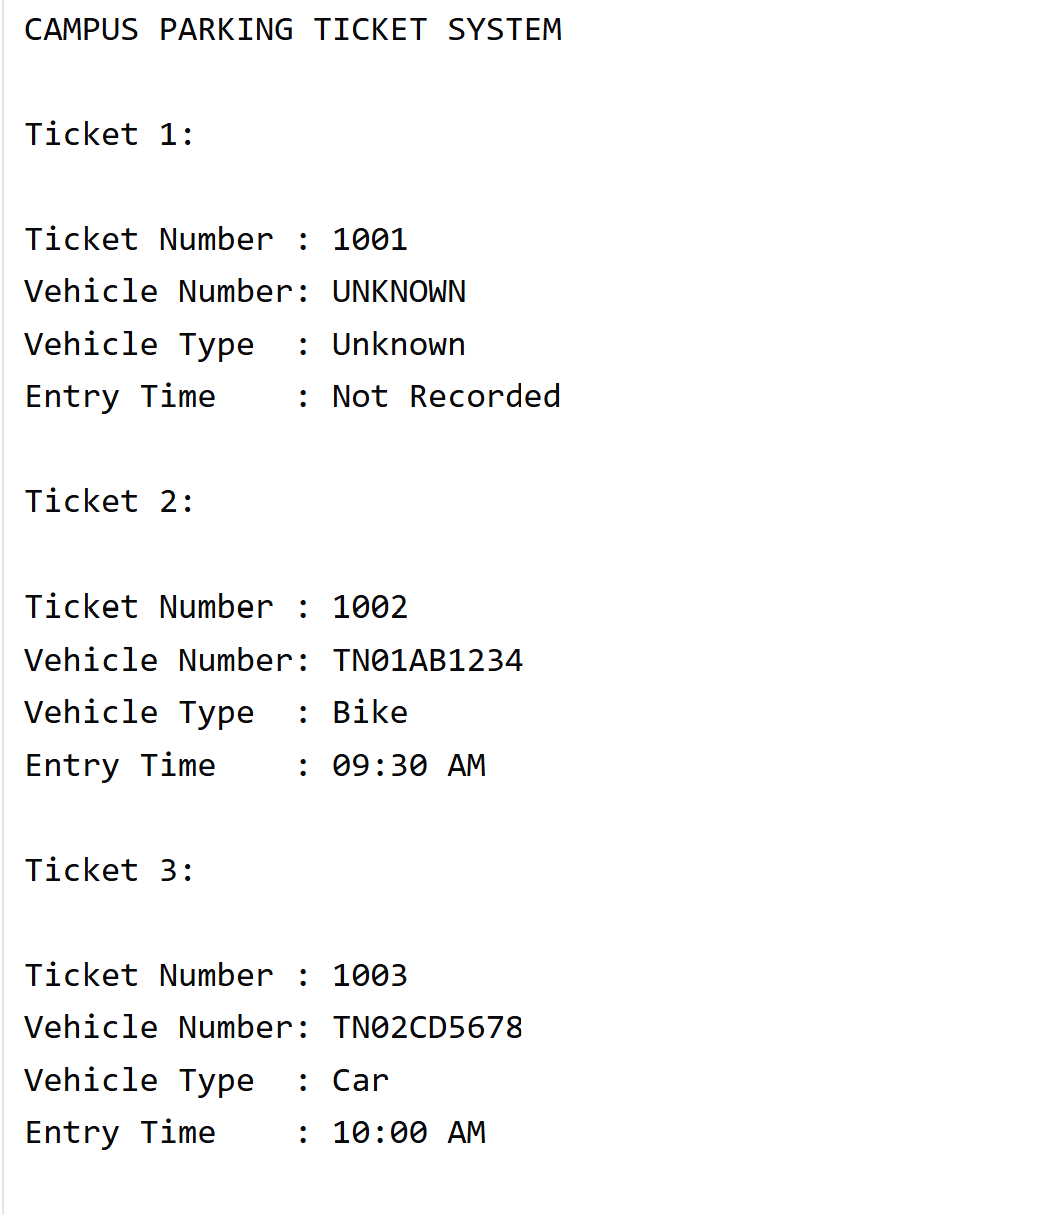 CAMPUS PARKING TICKET SYSTEM
Ticket 1:
Ticket Number : 1001
Vehicle Number: UNKNOWN
Vehicle Type  : Unknown
Entry Time    : Not Recorded
Ticket 2:
Ticket Number : 1002
Vehicle Number: TN01AB1234
Vehicle Type  : Bike
Entry Time    : 09:30 AM
Ticket 3:
Ticket Number : 1003
Vehicle Number: TN02CD5678
Vehicle Type  : Car
Entry Time    : 10:00 AM